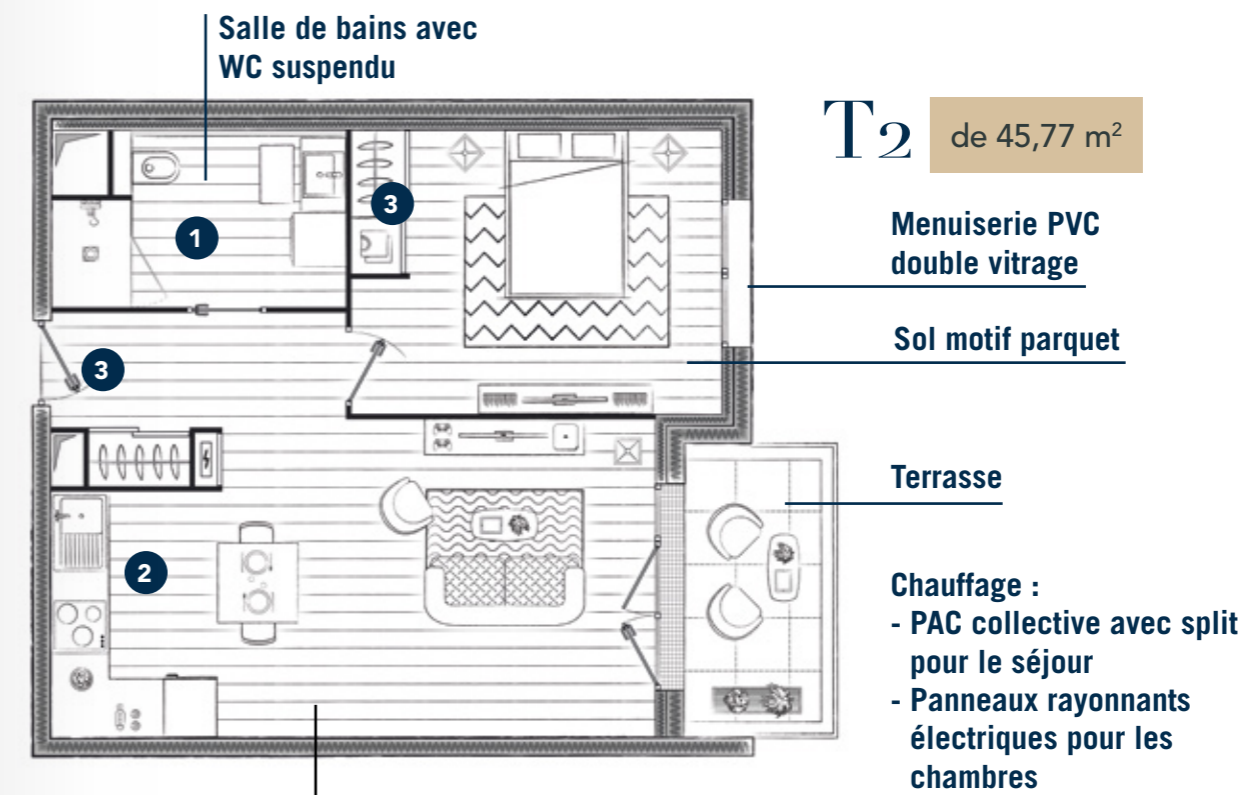 Salle de bains avec
WC suspendu
T2
de 45,77 m²
Menuiserie PVC
double vitrage
3
1
Sol motif parquet
3
Terrasse
2
Chauffage :
- PAC collective avec split
pour le séjour
- Panneaux rayonnants
électriques pour les
chambres